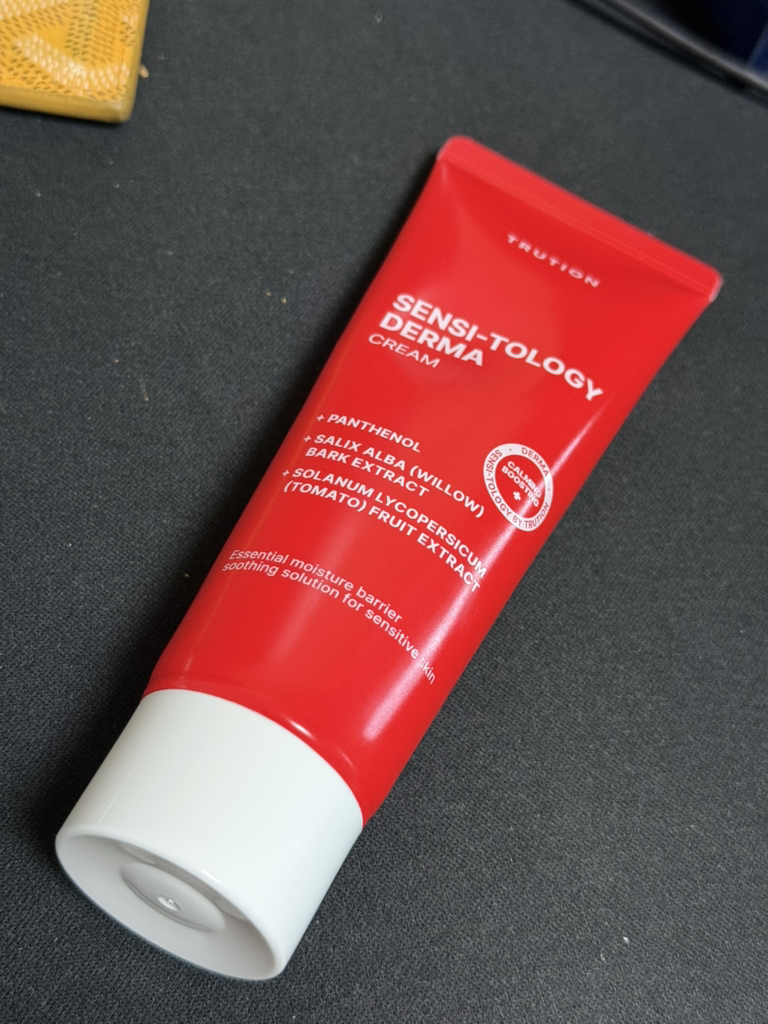 TRUTION
SENSI-TOLOGY
DERMA
CREAM
+ PANTHENOL
+ SALIX ALBA (WILLOW)
BARK EXTRACT
+ SOLANUM LYCOPERSICUM
(TOMATO) FRUIT EXTRACT
· DERMA ·
SENSI-TOLOGY BY TRUTION
CALMING
BOOSTING
+
Essential moisture barrier
soothing solution for sensitive skin